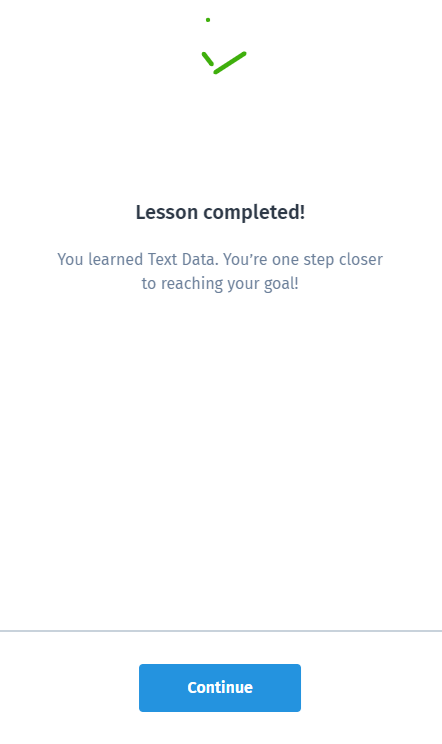 Lesson completed!
You learned Text Data. You’re one step closer
to reaching your goal!
Continue